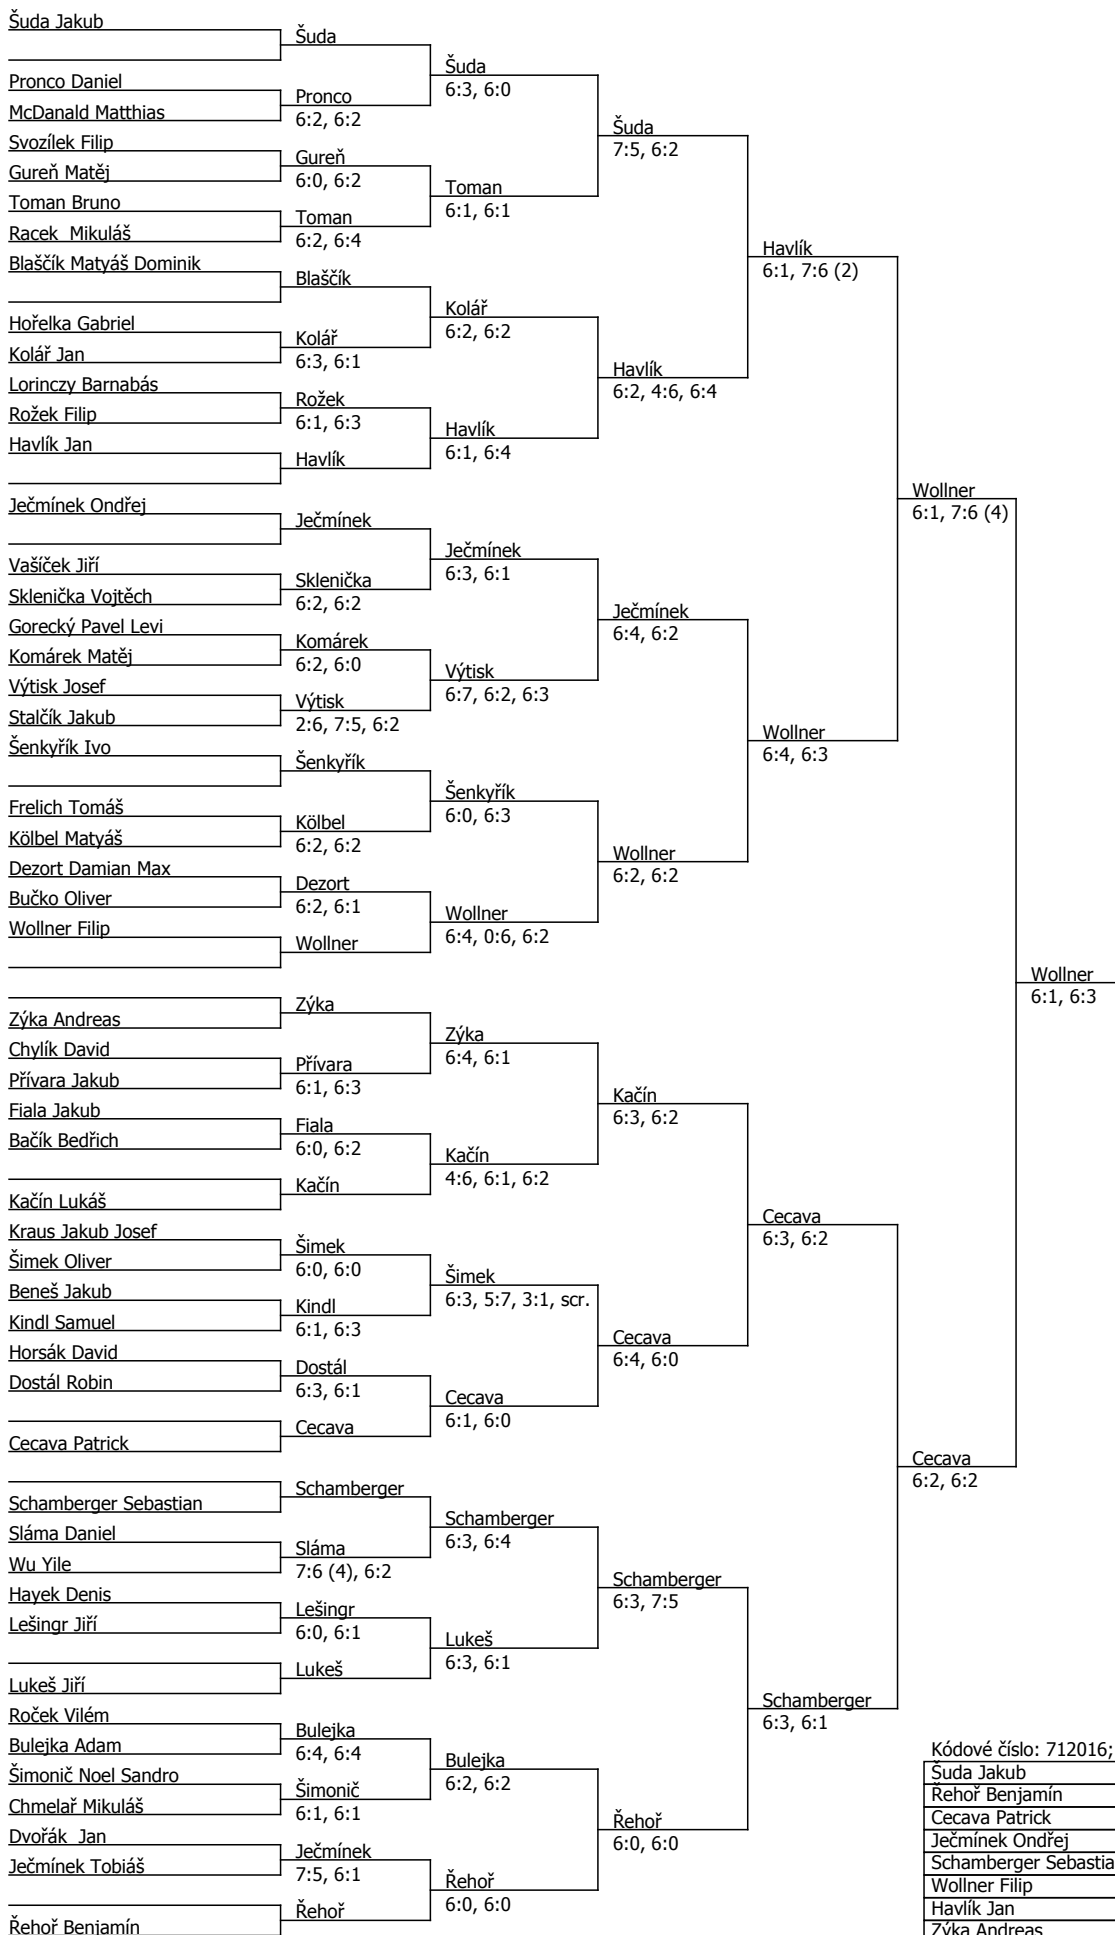 Šuda Jakub
Pronco Daniel
McDanald Matthias
Svozílek Filip
Gureň Matěj
Toman Bruno
Racek  Mikuláš
Blaščík Matyáš Dominik
Hořelka Gabriel
Kolář Jan
Lorinczy Barnabás
Rožek Filip
Havlík Jan
Ječmínek Ondřej
Vašíček Jiří
Sklenička Vojtěch
Gorecký Pavel Levi
Komárek Matěj
Výtisk Josef
Stalčík Jakub
Šenkyřík Ivo
Frelich Tomáš
Kölbel Matyáš
Dezort Damian Max
Bučko Oliver
Wollner Filip
Zýka Andreas
Chylík David
Přívara Jakub
Fiala Jakub
Bačík Bedřich
Kačín Lukáš
Kraus Jakub Josef
Šimek Oliver
Beneš Jakub
Kindl Samuel
Horsák David
Dostál Robin
Cecava Patrick
Schamberger Sebastian
Sláma Daniel
Wu Yile
Hayek Denis
Lešingr Jiří
Lukeš Jiří
Roček Vilém
Bulejka Adam
Šimonič Noel Sandro
Chmelař Mikuláš
Dvořák  Jan
Ječmínek Tobiáš
Řehoř Benjamín
Šuda
Pronco
6:2, 6:2
Gureň
6:0, 6:2
Toman
6:2, 6:4
Blaščík
Kolář
6:3, 6:1
Rožek
6:1, 6:3
Havlík
Ječmínek
Sklenička
6:2, 6:2
Komárek
6:2, 6:0
Výtisk
2:6, 7:5, 6:2
Šenkyřík
Kölbel
6:2, 6:2
Dezort
6:2, 6:1
Wollner
Zýka
Přívara
6:1, 6:3
Fiala
6:0, 6:2
Kačín
Šimek
6:0, 6:0
Kindl
6:1, 6:3
Dostál
6:3, 6:1
Cecava
Schamberger
Sláma
7:6 (4), 6:2
Lešingr
6:0, 6:1
Lukeš
Bulejka
6:4, 6:4
Šimonič
6:1, 6:1
Ječmínek
7:5, 6:1
Řehoř
Šuda
6:3, 6:0
Toman
6:1, 6:1
Kolář
6:2, 6:2
Havlík
6:1, 6:4
Ječmínek
6:3, 6:1
Výtisk
6:7, 6:2, 6:3
Šenkyřík
6:0, 6:3
Wollner
6:4, 0:6, 6:2
Zýka
6:4, 6:1
Kačín
4:6, 6:1, 6:2
Šimek
6:3, 5:7, 3:1, scr.
Cecava
6:1, 6:0
Schamberger
6:3, 6:4
Lukeš
6:3, 6:1
Bulejka
6:2, 6:2
Řehoř
6:0, 6:0
Šuda
7:5, 6:2
Havlík
6:2, 4:6, 6:4
Ječmínek
6:4, 6:2
Wollner
6:2, 6:2
Kačín
6:3, 6:2
Cecava
6:4, 6:0
Schamberger
6:3, 7:5
Řehoř
6:0, 6:0
Havlík
6:1, 7:6 (2)
Wollner
6:4, 6:3
Cecava
6:3, 6:2
Schamberger
6:3, 6:1
Wollner
6:1, 7:6 (4)
Cecava
6:2, 6:2
Wollner
6:1, 6:3
Kódové číslo: 712016;
Šuda Jakub
Řehoř Benjamín
Cecava Patrick
Ječmínek Ondřej
Schamberger Sebastia
Wollner Filip
Havlík Jan
Zýka Andreas